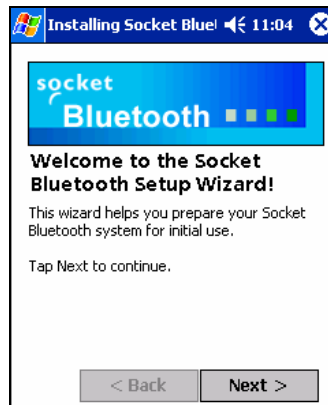 Installing Socket Bluel 11:04
socket
Bluetooth
Welcome to the Socket
Bluetooth Setup Wizard!
This wizard helps you prepare your Socket
Bluetooth system for initial use.
Tap Next to continue.
< Back Next >